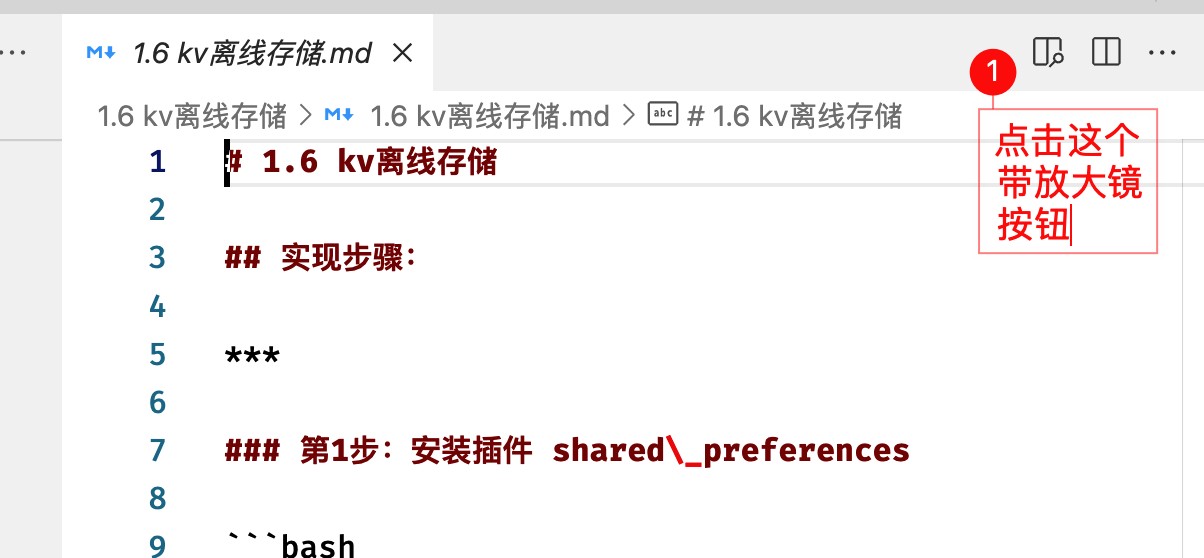 ··· M↓ 1.6 kv离线存储.md × ···
1.6 kv离线存储 > M↓ 1.6 kv离线存储.md > abc # 1.6 kv离线存储
1
点击这个
带放大镜
按钮
1 # 1.6 kv离线存储
2
3 ## 实现步骤：
4
5 ***
6
7 ### 第1步：安装插件 shared\_preferences
8
9 ```bash